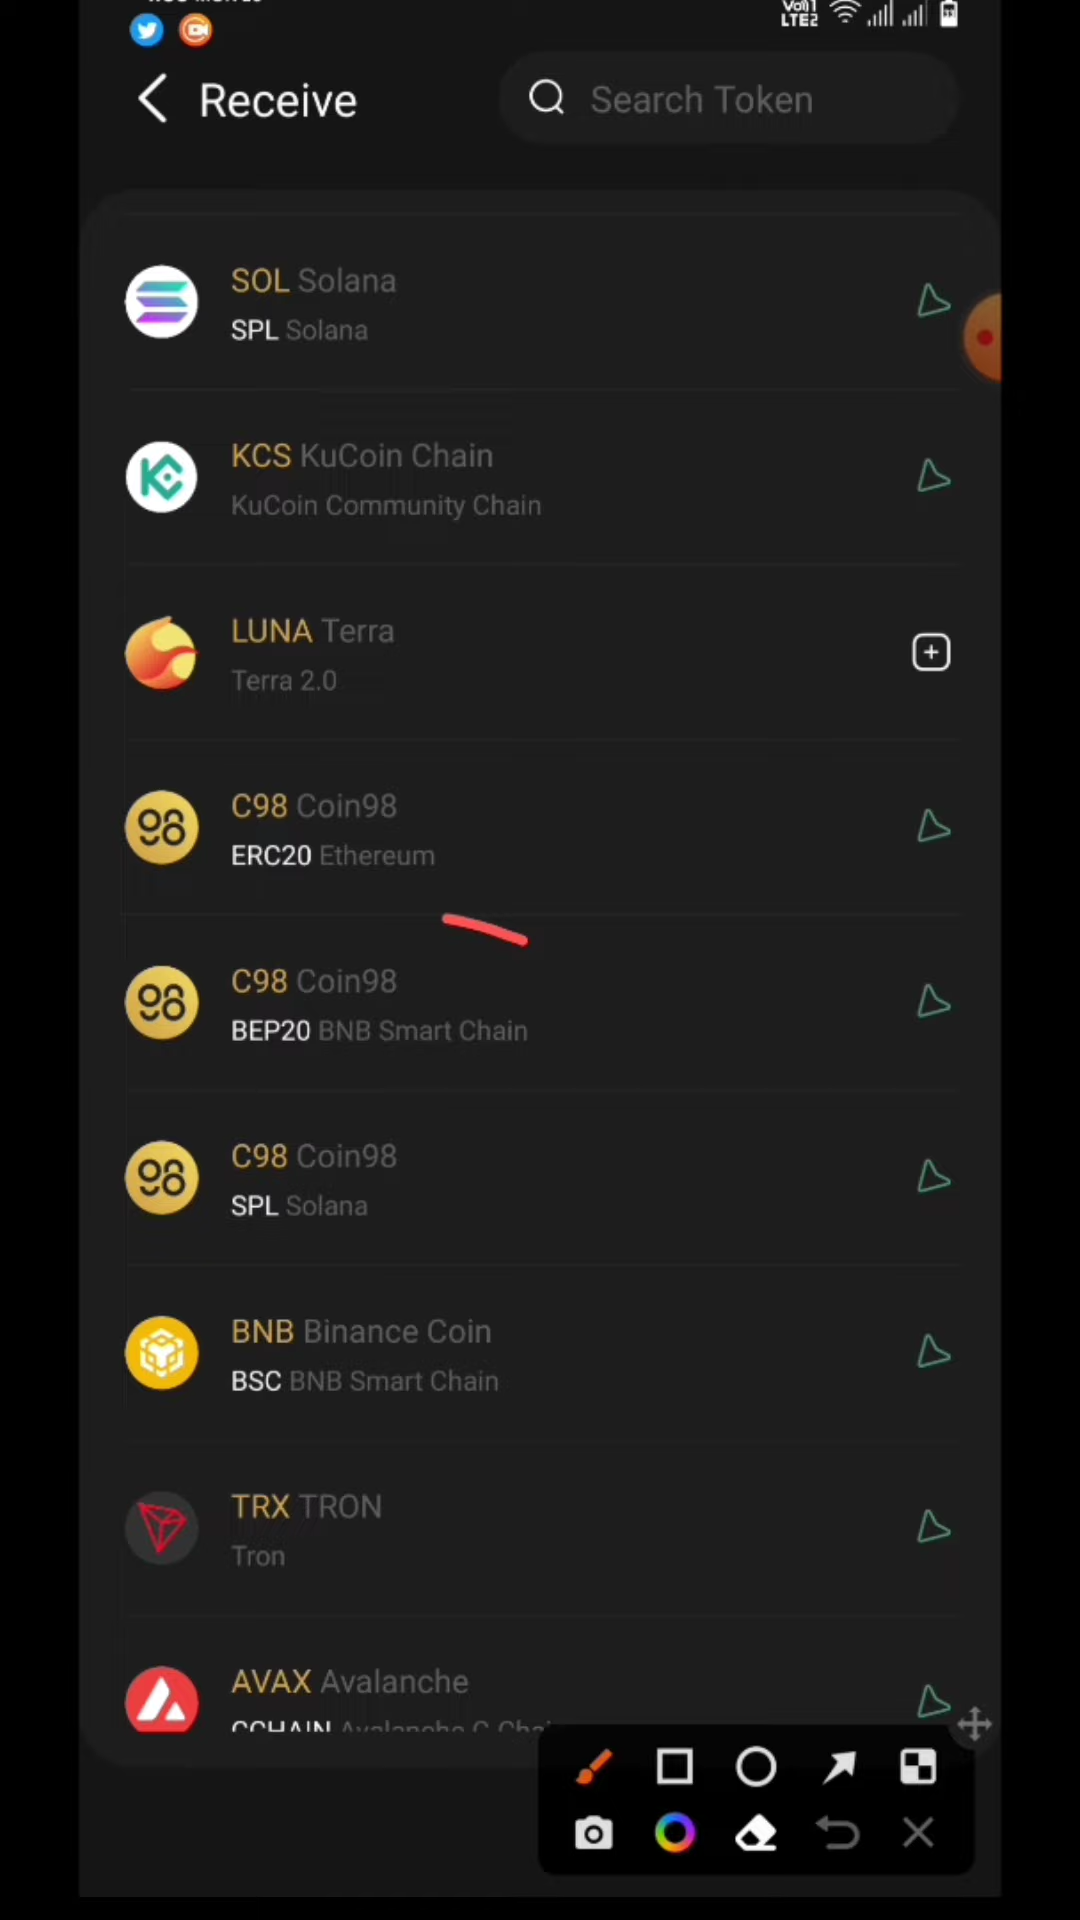 VoLTE1
LTE2
Receive
Search Token
SOL Solana
SPL Solana
KCS KuCoin Chain
KuCoin Community Chain
LUNA Terra
Terra 2.0
C98 Coin98
ERC20 Ethereum
C98 Coin98
BEP20 BNB Smart Chain
C98 Coin98
SPL Solana
BNB Binance Coin
BSC BNB Smart Chain
TRX TRON
Tron
AVAX Avalanche
CCHAIN Avalanche C